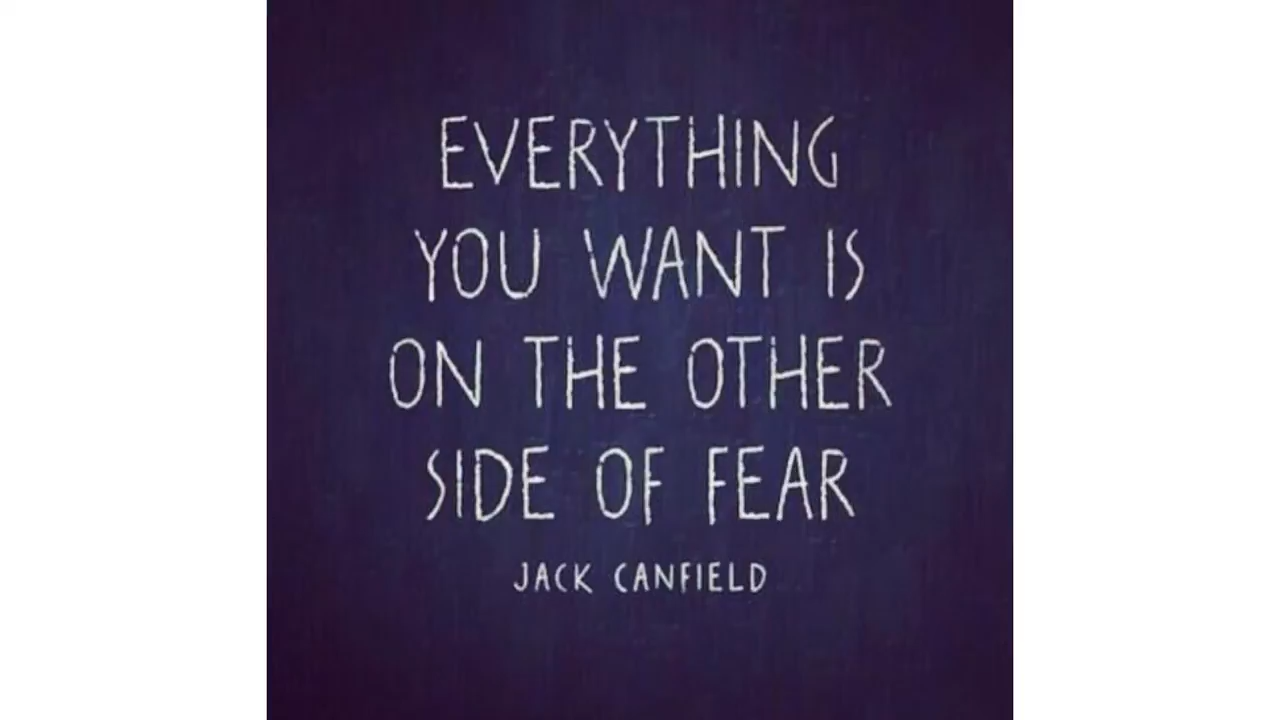 EVERYTHING
YOU WANT IS
ON THE OTHER
SIDE OF FEAR
JACK CANFIELD